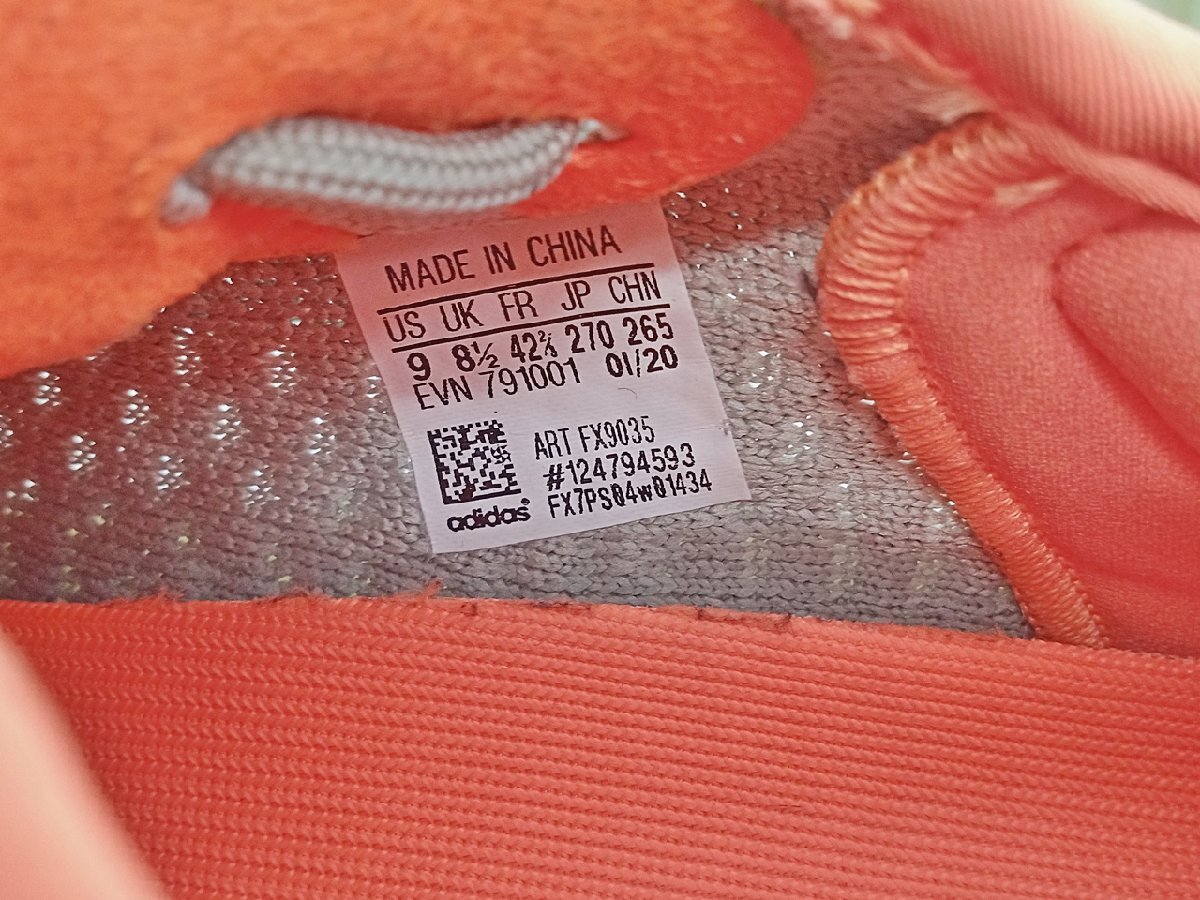 MADE IN CHINA
US UK FR JP CHN
9 8½ 42⅔ 270 265
EVN 791001 01/20
ART FX9035
#124794593
adidas FX7PS04w01434